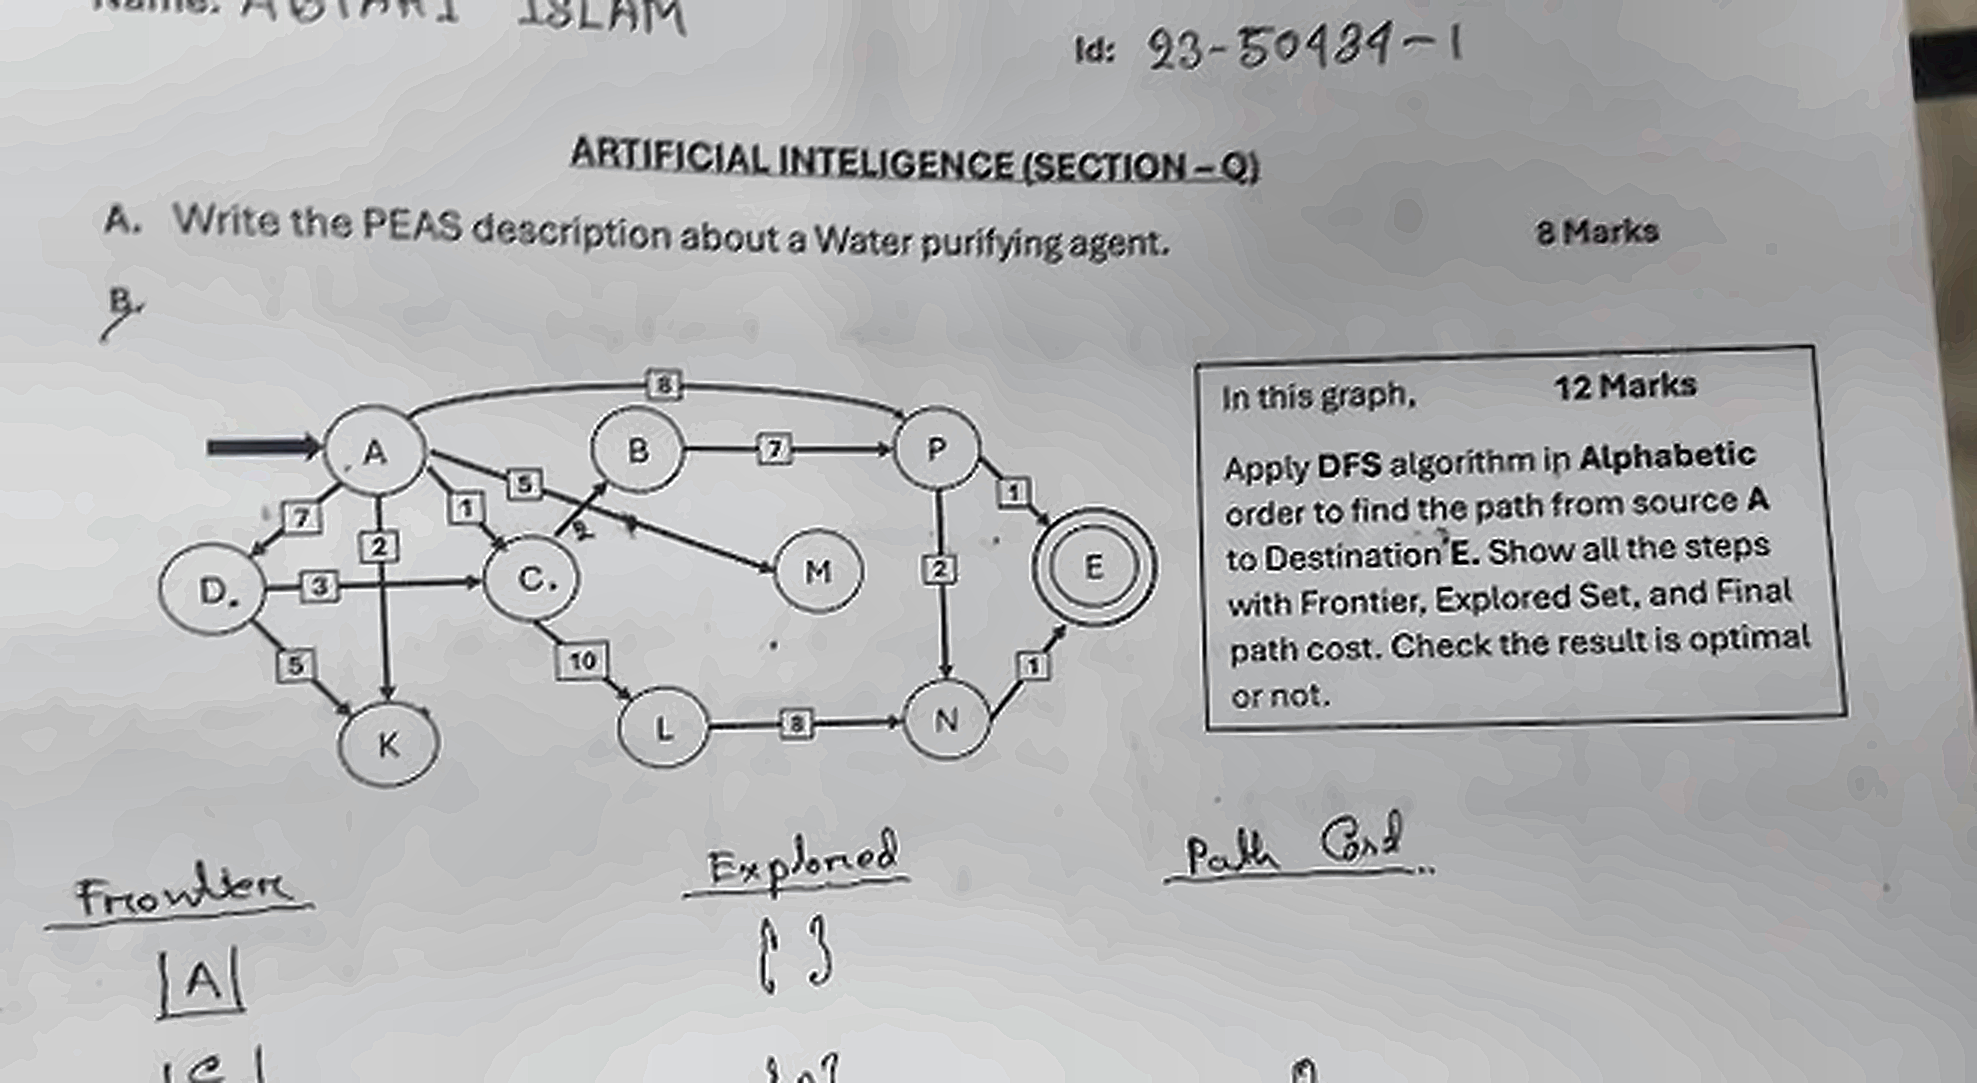 Name: ISLAM
Id: 23-50434-1
ARTIFICIAL INTELIGENCE (SECTION – Q)
A. Write the PEAS description about a Water purifying agent. 8 Marks
B.
In this graph, 12 Marks
Apply DFS algorithm in Alphabetic
order to find the path from source A
to Destination E. Show all the steps
with Frontier, Explored Set, and Final
path cost. Check the result is optimal
or not.
8
A
B
7
P
5
1
1
7
2
2
D.
3
C.
M
2
E
5
10
1
K
L
8
N
Frontier Explored Path Cost
A { }
C